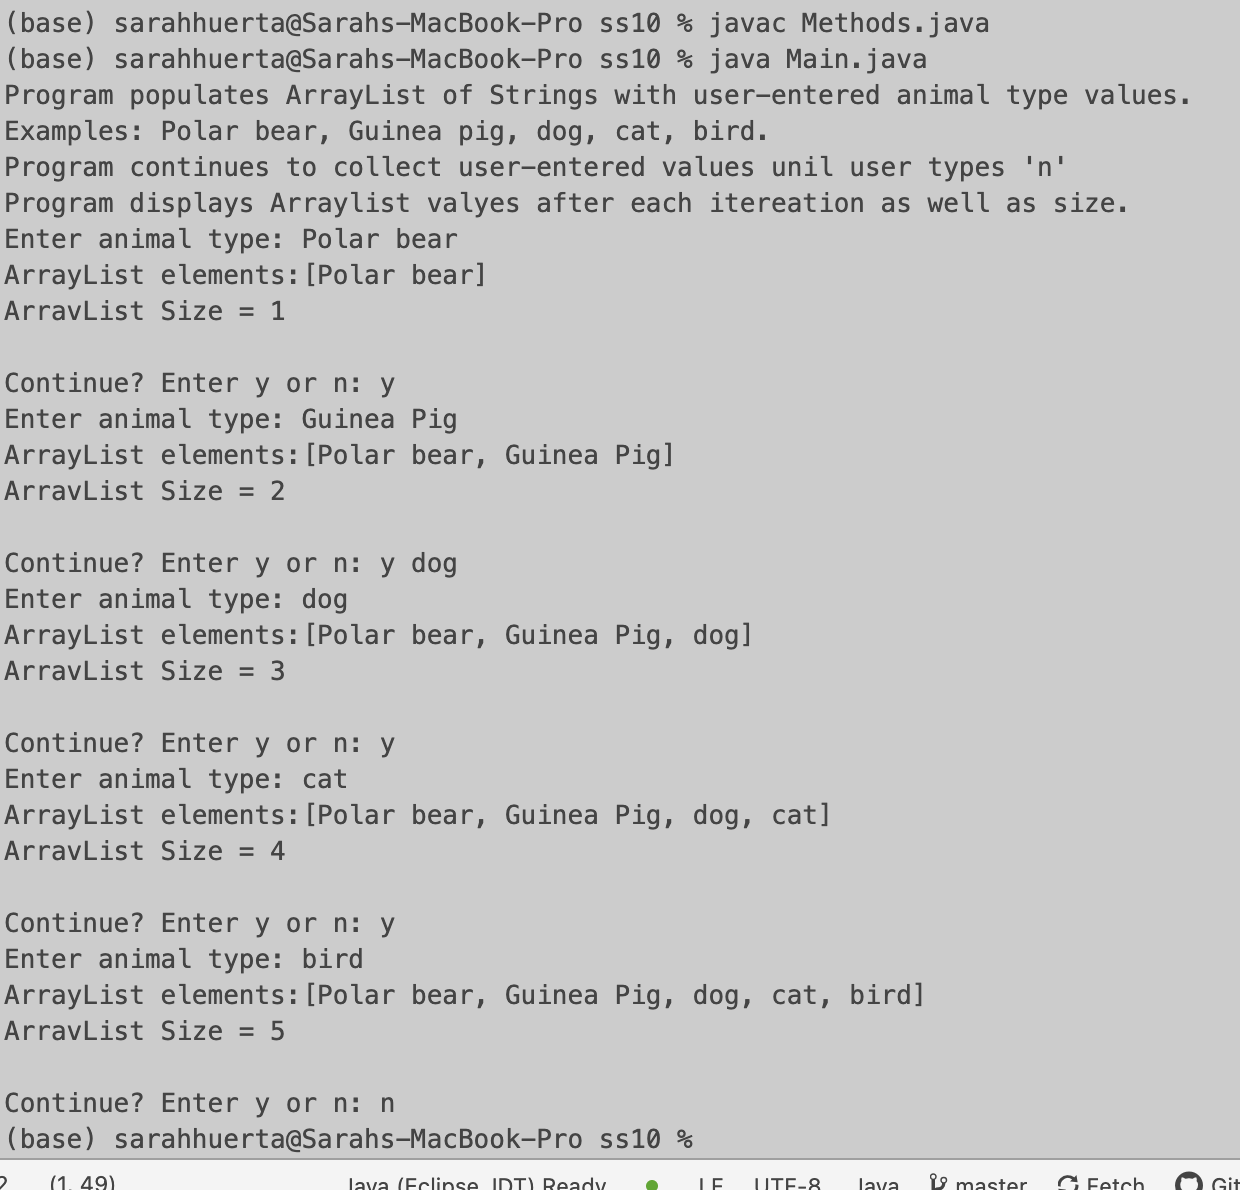 (base) sarahhuerta@Sarahs-MacBook-Pro ss10 % javac Methods.java
(base) sarahhuerta@Sarahs-MacBook-Pro ss10 % java Main.java
Program populates ArrayList of Strings with user-entered animal type values.
Examples: Polar bear, Guinea pig, dog, cat, bird.
Program continues to collect user-entered values unil user types 'n'
Program displays Arraylist valyes after each itereation as well as size.
Enter animal type: Polar bear
ArrayList elements:[Polar bear]
ArravList Size = 1
Continue? Enter y or n: y
Enter animal type: Guinea Pig
ArrayList elements:[Polar bear, Guinea Pig]
ArravList Size = 2
Continue? Enter y or n: y dog
Enter animal type: dog
ArrayList elements:[Polar bear, Guinea Pig, dog]
ArravList Size = 3
Continue? Enter y or n: y
Enter animal type: cat
ArrayList elements:[Polar bear, Guinea Pig, dog, cat]
ArravList Size = 4
Continue? Enter y or n: y
Enter animal type: bird
ArrayList elements:[Polar bear, Guinea Pig, dog, cat, bird]
ArravList Size = 5
Continue? Enter y or n: n
(base) sarahhuerta@Sarahs-MacBook-Pro ss10 %
2 (1, 49) Java (Eclipse JDT) Ready LF UTF-8 Java master Fetch Git